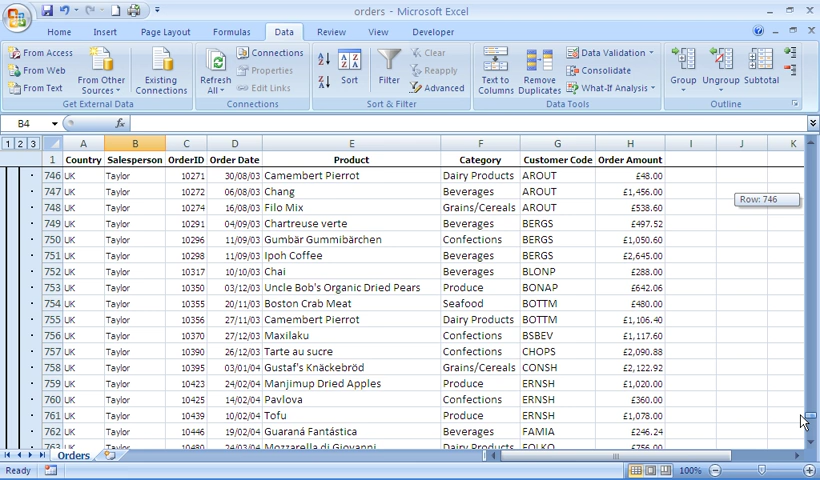 orders - Microsoft Excel
Home Insert Page Layout Formulas Data Review View Developer
From Access
From Web
From Text
From Other Sources
Existing Connections
Get External Data
Refresh All
Connections
Properties
Edit Links
Connections
Sort
Filter
Clear
Reapply
Advanced
Sort & Filter
Text to Columns
Remove Duplicates
Data Validation
Consolidate
What-If Analysis
Data Tools
Group
Ungroup
Subtotal
Outline
B4 fx
1 2 3 A B C D E F G H I J K
1 Country Salesperson OrderID Order Date Product Category Customer Code Order Amount
746 UK Taylor 10271 30/08/03 Camembert Pierrot Dairy Products AROUT £48.00
747 UK Taylor 10272 06/08/03 Chang Beverages AROUT £1,456.00
748 UK Taylor 10274 16/08/03 Filo Mix Grains/Cereals AROUT £538.60
749 UK Taylor 10291 04/09/03 Chartreuse verte Beverages BERGS £497.52
750 UK Taylor 10296 11/09/03 Gumbär Gummibärchen Confections BERGS £1,050.60
751 UK Taylor 10298 11/09/03 Ipoh Coffee Beverages BERGS £2,645.00
752 UK Taylor 10317 10/10/03 Chai Beverages BLONP £288.00
753 UK Taylor 10350 03/12/03 Uncle Bob's Organic Dried Pears Produce BONAP £642.06
754 UK Taylor 10355 20/11/03 Boston Crab Meat Seafood BOTTM £480.00
755 UK Taylor 10356 27/11/03 Camembert Pierrot Dairy Products BOTTM £1,106.40
756 UK Taylor 10370 27/12/03 Maxilaku Confections BSBEV £1,117.60
757 UK Taylor 10390 26/12/03 Tarte au sucre Confections CHOPS £2,090.88
758 UK Taylor 10395 03/01/04 Gustaf's Knäckebröd Grains/Cereals CONSH £2,122.92
759 UK Taylor 10423 24/02/04 Manjimup Dried Apples Produce ERNSH £1,020.00
760 UK Taylor 10425 14/02/04 Pavlova Confections ERNSH £360.00
761 UK Taylor 10439 10/02/04 Tofu Produce ERNSH £1,078.00
762 UK Taylor 10446 19/02/04 Guaraná Fantástica Beverages FAMIA £246.24
763 UK Taylor 10480 24/03/04 Mozzarella di Giovanni Dairy Products FOLKO £756.00
Row: 746
Orders
Ready 100%